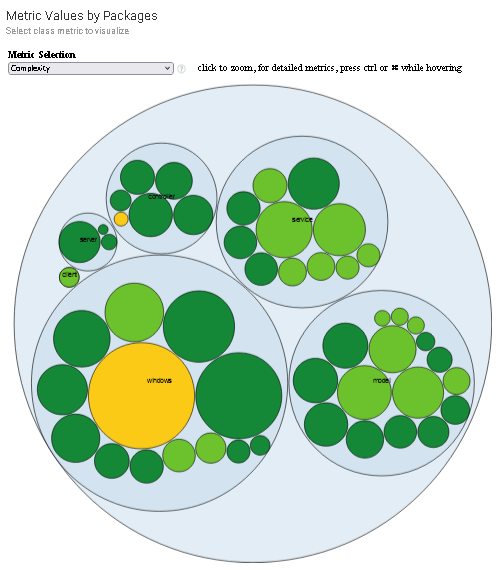 Metric Values by Packages
Select class metric to visualize
Metric Selection
Complexity
click to zoom, for detailed metrics, press ctrl or ⌘ while hovering
controller
service
server
client
windows
model